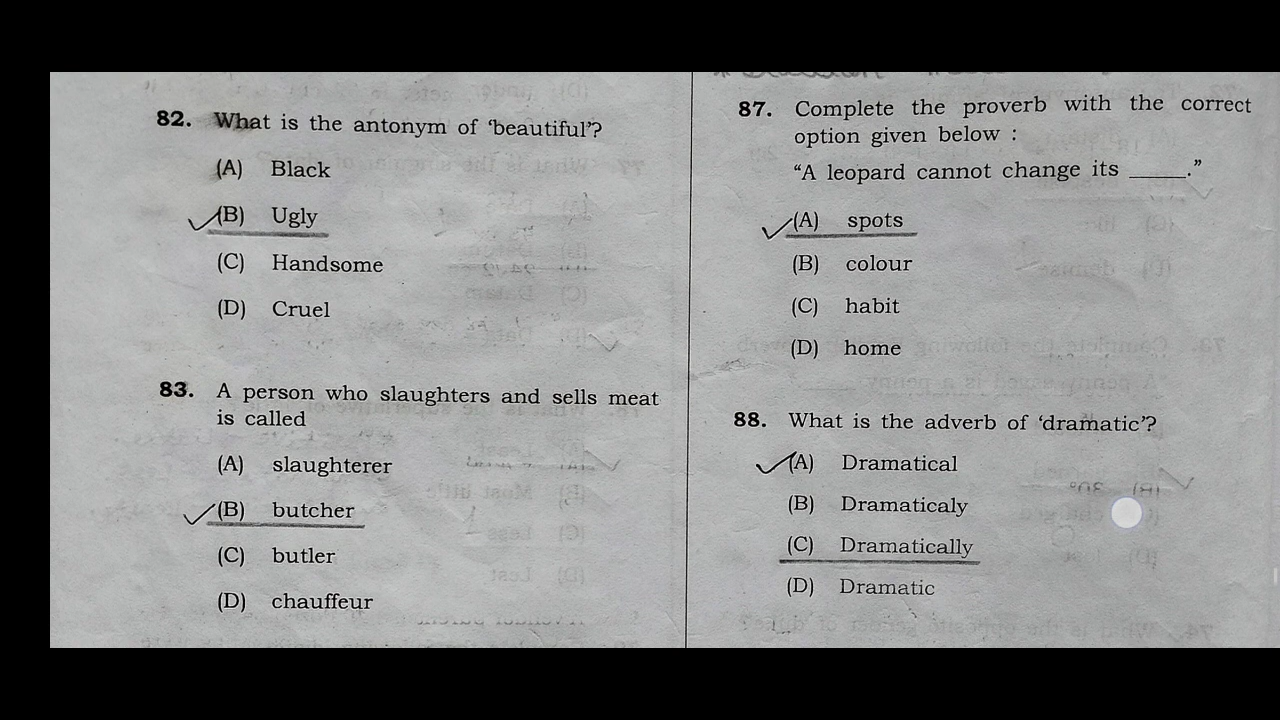 82. What is the antonym of 'beautiful'?
(A) Black
(B) Ugly
(C) Handsome
(D) Cruel
83. A person who slaughters and sells meat
is called
(A) slaughterer
(B) butcher
(C) butler
(D) chauffeur
87. Complete the proverb with the correct
option given below :
"A leopard cannot change its _____."
(A) spots
(B) colour
(C) habit
(D) home
88. What is the adverb of 'dramatic'?
(A) Dramatical
(B) Dramaticaly
(C) Dramatically
(D) Dramatic